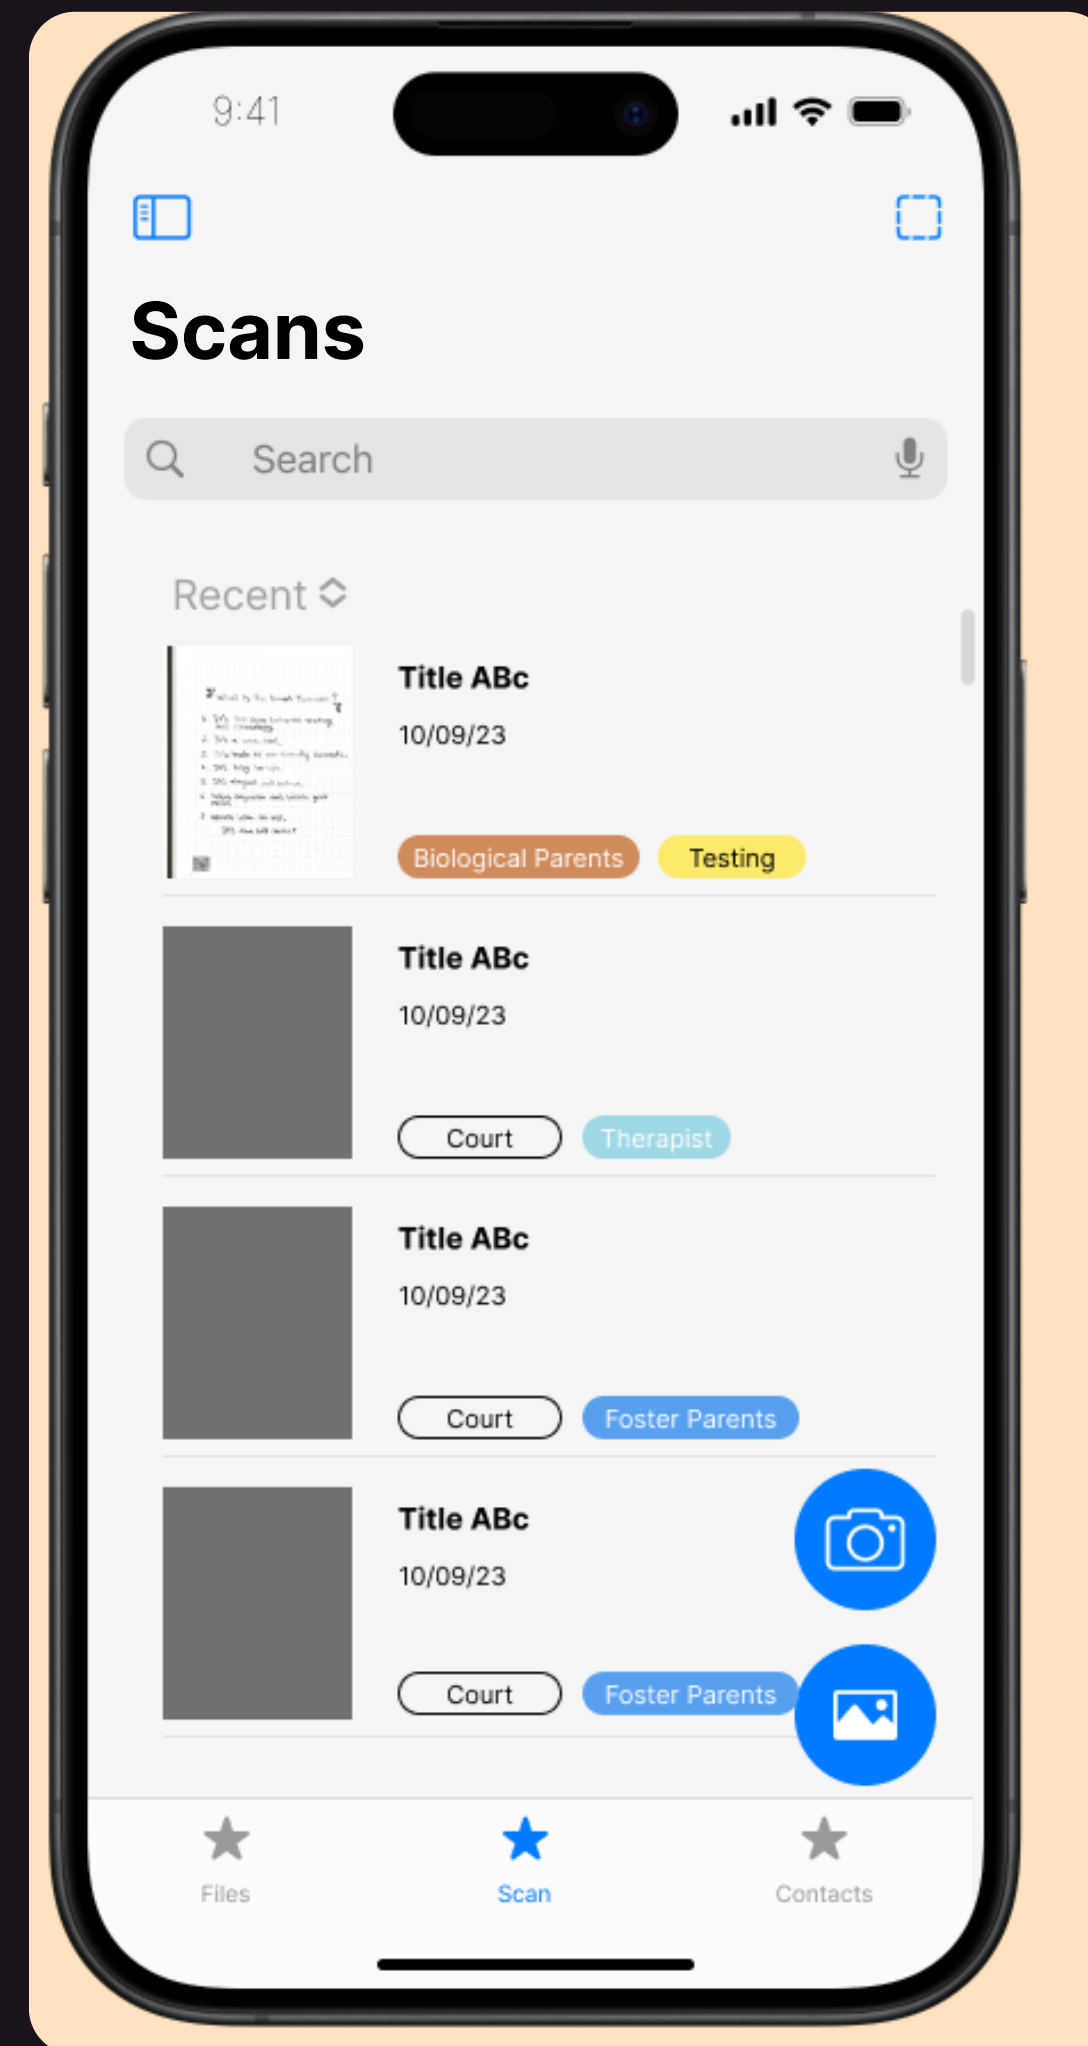 9:41
Scans
Search
Recent
Title ABc
10/09/23
Biological Parents Testing
Title ABc
10/09/23
Court Therapist
Title ABc
10/09/23
Court Foster Parents
Title ABc
10/09/23
Court Foster Parents
Files Scan Contacts